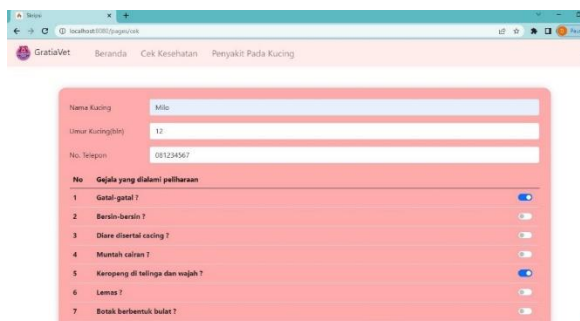 Skripsi
localhost:8080/pages/cek
GratiaVet Beranda Cek Kesehatan Penyakit Pada Kucing
Nama Kucing Milo
Umur Kucing(bln) 12
No. Telepon 081234567
No Gejala yang dialami peliharaan
1 Gatal-gatal ?
2 Bersin-bersin ?
3 Diare disertai cacing ?
4 Muntah cairan ?
5 Keropeng di telinga dan wajah ?
6 Lemas ?
7 Botak berbentuk bulat ?